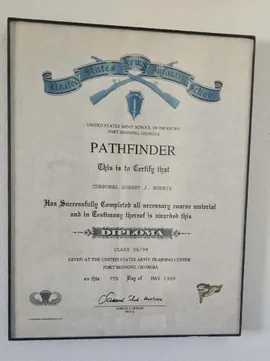 United States Army Infantry School
UNITED STATES ARMY SCHOOL OF INFANTRY
FORT BENNING, GEORGIA
PATHFINDER
This is to Certify that
CORPORAL ROBERT J. MORRIS
Has Successfully Completed all necessary course material
and in Testimony thereof is awarded this
DIPLOMA
CLASS 06/99
GIVEN AT THE UNITED STATES ARMY TRAINING CENTER
FORT BENNING, GEORGIA
on this 7TH Day of MAY 1999